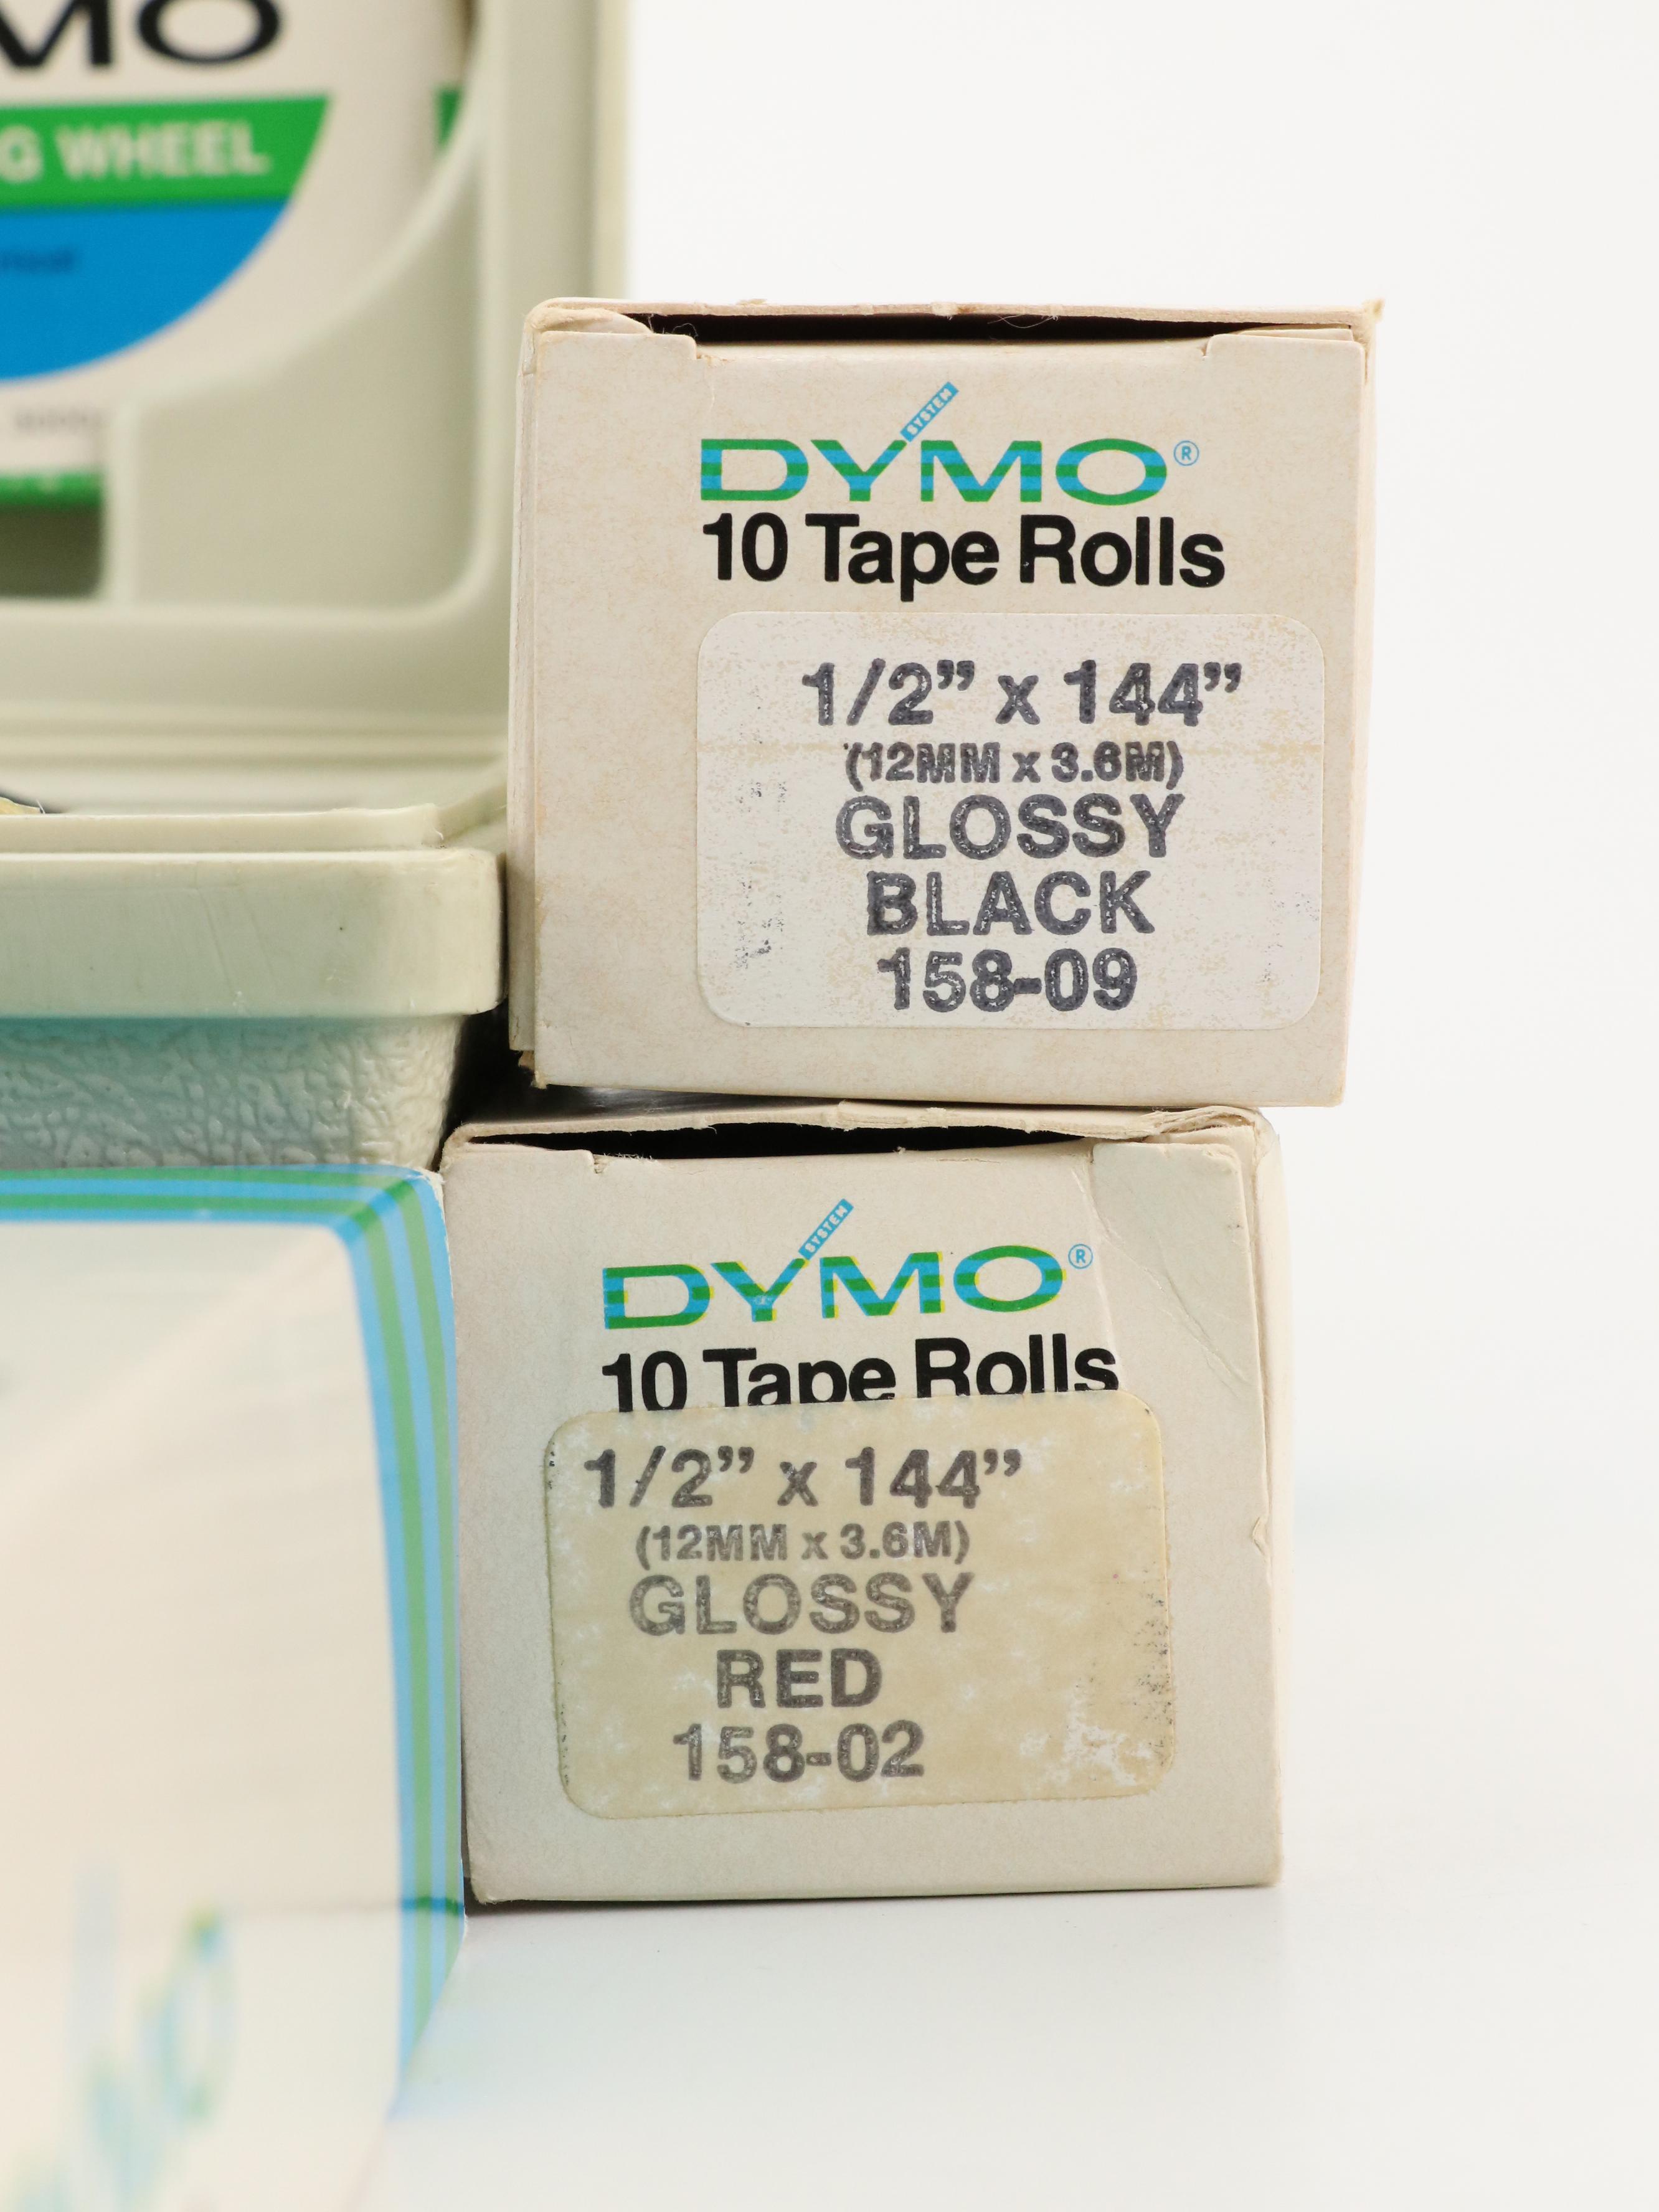 MO
G WHEEL
SYSTEM
DYMO®
10 Tape Rolls
1/2” x 144”
(12MM x 3.6M)
GLOSSY
BLACK
158-09
SYSTEM
DYMO®
10 Tape Rolls
1/2” x 144”
(12MM x 3.6M)
GLOSSY
RED
158-02